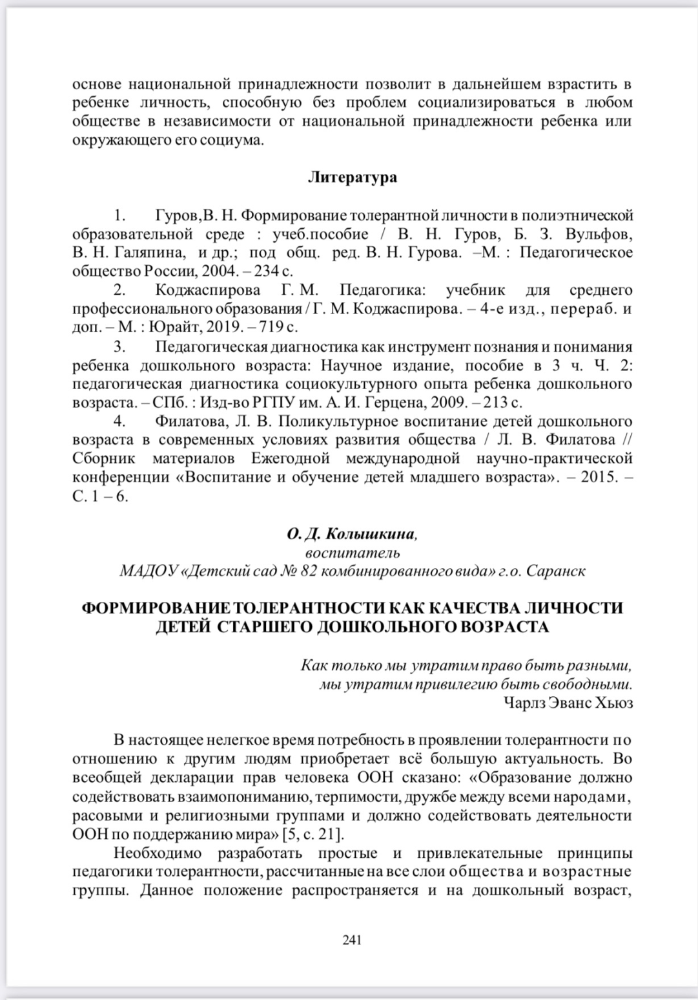 основе национальной принадлежности позволит в дальнейшем взрастить в
ребенке личность, способную без проблем социализироваться в любом
обществе в независимости от национальной принадлежности ребенка или
окружающего его социума.
Литература
1. Гуров,В. Н. Формирование толерантной личности в полиэтнической
образовательной среде : учеб.пособие / В. Н. Гуров, Б. З. Вульфов,
В. Н. Галяпина, и др.; под общ. ред. В. Н. Гурова. –М. : Педагогическое
общество России, 2004. – 234 с.
2. Коджаспирова Г. М. Педагогика: учебник для среднего
профессионального образования / Г. М. Коджаспирова. – 4-е изд., перераб. и
доп. – М. : Юрайт, 2019. – 719 с.
3. Педагогическая диагностика как инструмент познания и понимания
ребенка дошкольного возраста: Научное издание, пособие в 3 ч. Ч. 2:
педагогическая диагностика социокультурного опыта ребенка дошкольного
возраста. – СПб. : Изд-во РГПУ им. А. И. Герцена, 2009. – 213 с.
4. Филатова, Л. В. Поликультурное воспитание детей дошкольного
возраста в современных условиях развития общества / Л. В. Филатова //
Сборник материалов Ежегодной международной научно-практической
конференции «Воспитание и обучение детей младшего возраста». – 2015. –
С. 1 – 6.
О. Д. Колышкина,
воспитатель
МАДОУ «Детский сад № 82 комбинированного вида» г.о. Саранск
ФОРМИРОВАНИЕ ТОЛЕРАНТНОСТИ КАК КАЧЕСТВА ЛИЧНОСТИ
ДЕТЕЙ СТАРШЕГО ДОШКОЛЬНОГО ВОЗРАСТА
Как только мы утратим право быть разными,
мы утратим привилегию быть свободными.
Чарлз Эванс Хьюз
В настоящее нелегкое время потребность в проявлении толерантности по
отношению к другим людям приобретает всё большую актуальность. Во
всеобщей декларации прав человека ООН сказано: «Образование должно
содействовать взаимопониманию, терпимости, дружбе между всеми народами,
расовыми и религиозными группами и должно содействовать деятельности
ООН по поддержанию мира» [5, с. 21].
Необходимо разработать простые и привлекательные принципы
педагогики толерантности, рассчитанные на все слои общества и возрастные
группы. Данное положение распространяется и на дошкольный возраст,
241